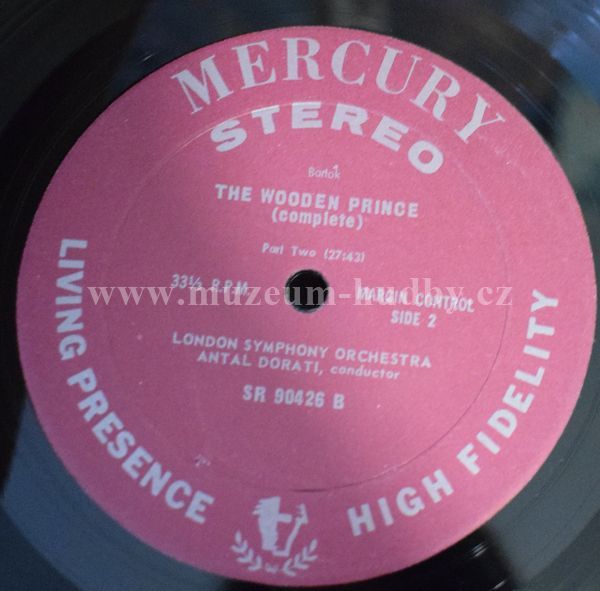 MERCURY
STEREO
Bartók
THE WOODEN PRINCE
(complete)
Part Two (27:43)
33⅓ R.P.M.
MARGIN CONTROL
SIDE 2
LONDON SYMPHONY ORCHESTRA
ANTAL DORATI, conductor
SR 90426 B
LIVING PRESENCE
HIGH FIDELITY
www.muzeum-hudby.cz